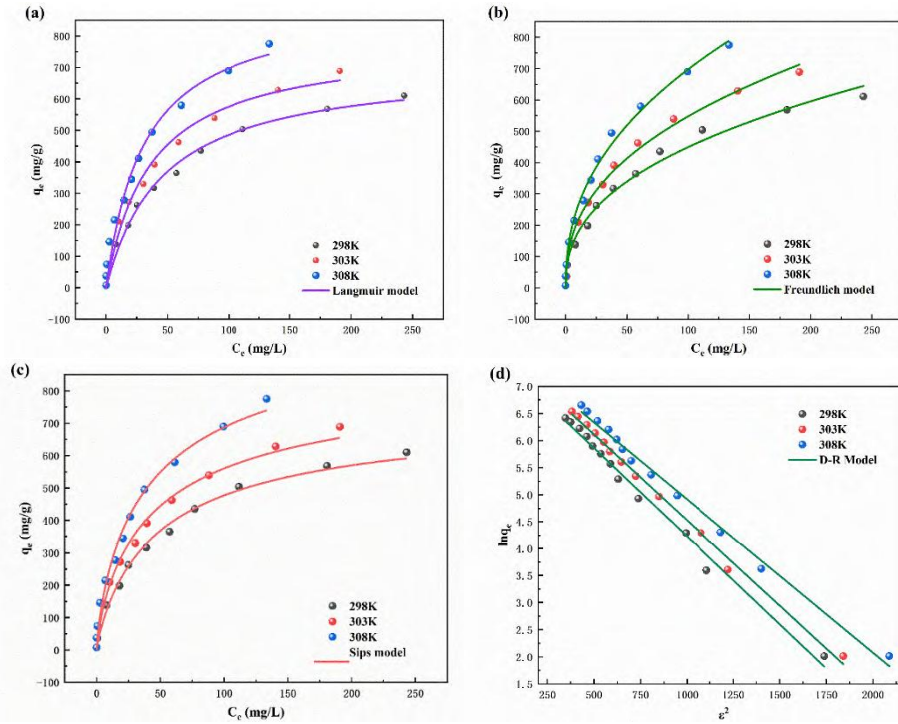 (a)
800
700
600
500
400
300
200
100
0
-100
qe (mg/g)
298K
303K
308K
Langmuir model
0 50 100 150 200 250
Ce (mg/L)
(b)
800
700
600
500
400
300
200
100
0
-100
qe (mg/g)
298K
303K
308K
Freundlich model
0 50 100 150 200 250
Ce (mg/L)
(c)
800
700
600
500
400
300
200
100
0
-100
qe (mg/g)
298K
303K
308K
Sips model
0 50 100 150 200 250
Ce (mg/L)
(d)
7.0
6.5
6.0
5.5
5.0
4.5
4.0
3.5
3.0
2.5
2.0
1.5
lnqe
298K
303K
308K
D-R Model
250 500 750 1000 1250 1500 1750 2000
ε²